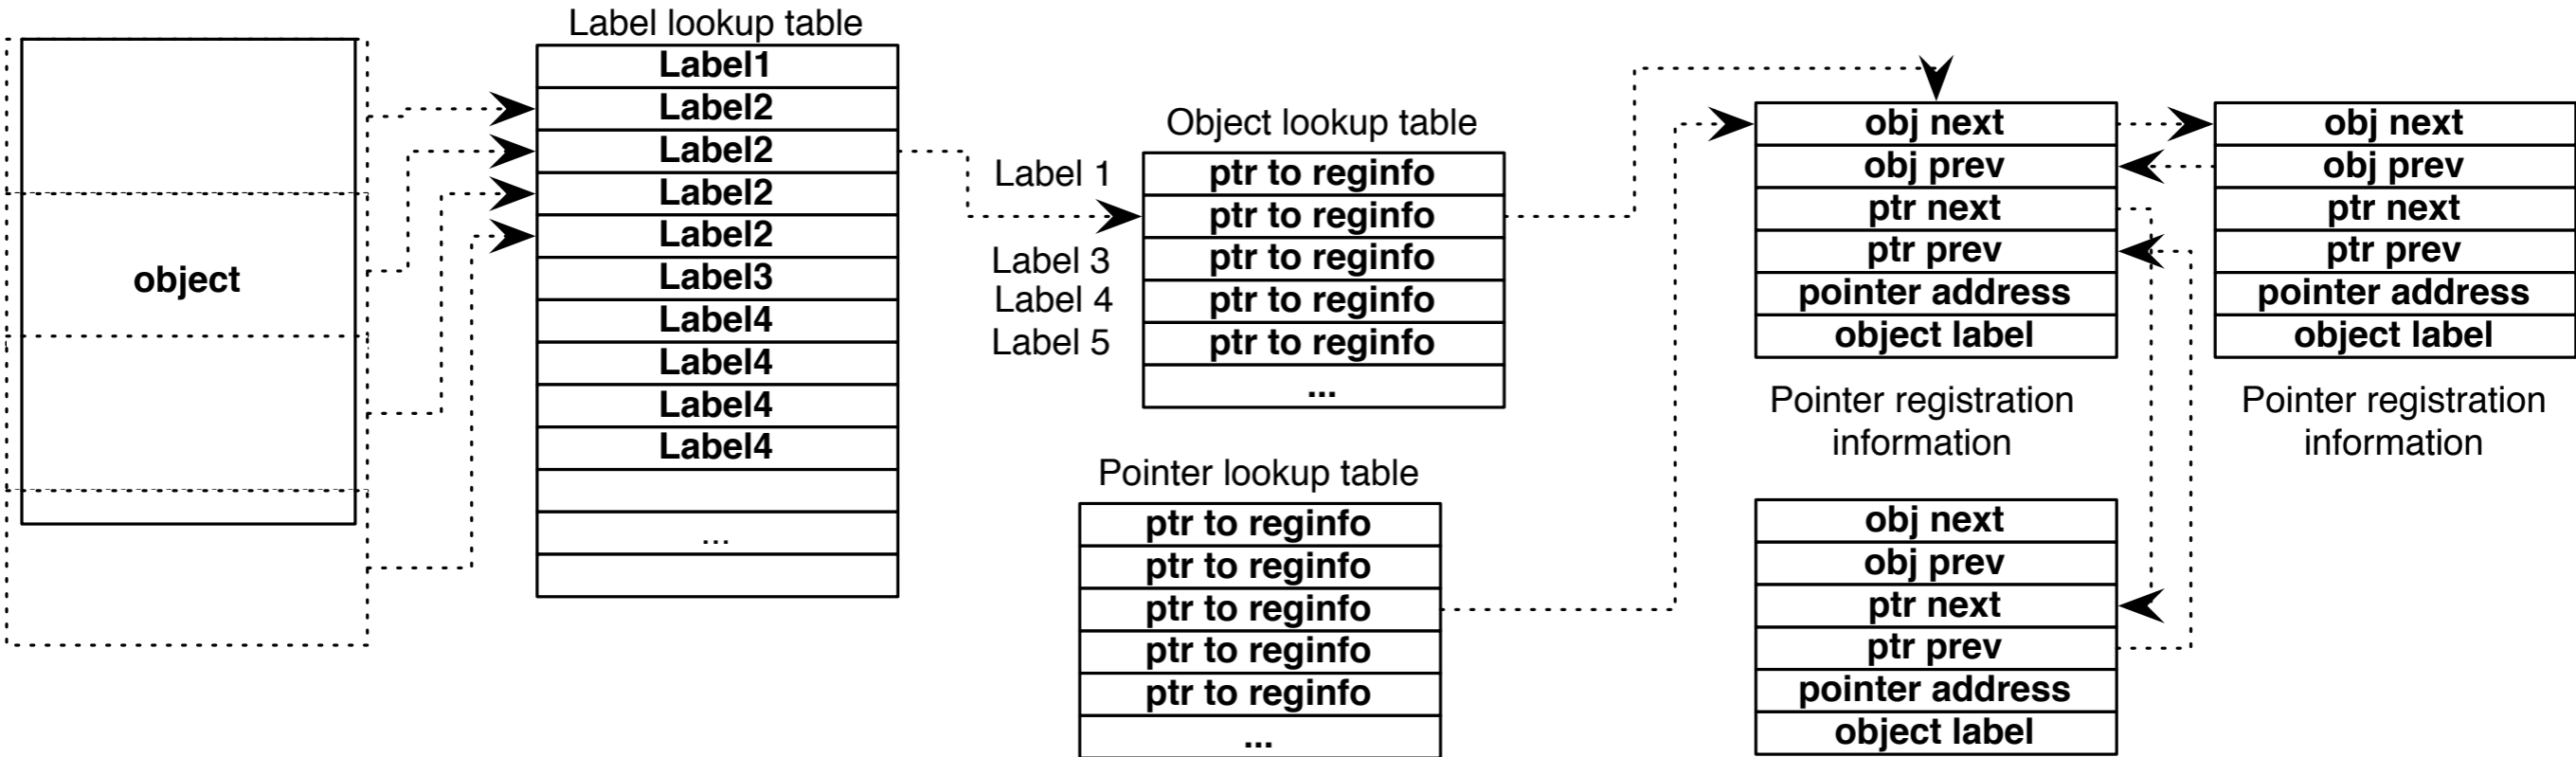 object
Label lookup table
Label1
Label2
Label2
Label2
Label2
Label3
Label4
Label4
Label4
Label4
...
Object lookup table
Label 1
ptr to reginfo
ptr to reginfo
Label 3
ptr to reginfo
Label 4
ptr to reginfo
Label 5
ptr to reginfo
...
Pointer lookup table
ptr to reginfo
ptr to reginfo
ptr to reginfo
ptr to reginfo
ptr to reginfo
...
obj next
obj prev
ptr next
ptr prev
pointer address
object label
Pointer registration
information
obj next
obj prev
ptr next
ptr prev
pointer address
object label
Pointer registration
information
obj next
obj prev
ptr next
ptr prev
pointer address
object label